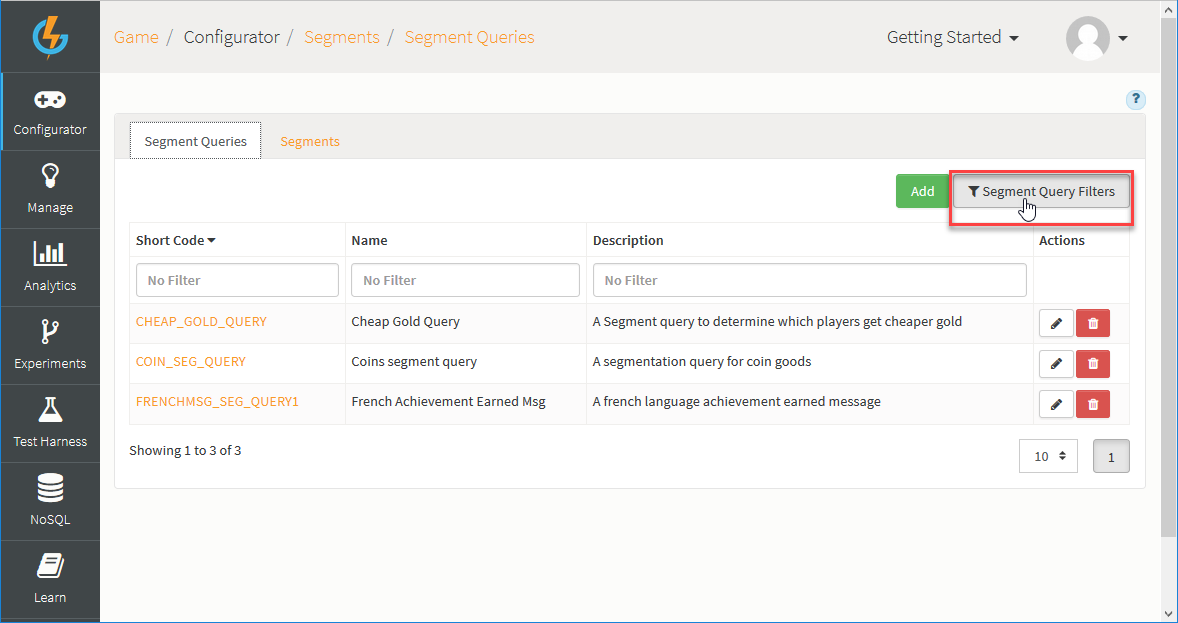 Game / Configurator / Segments / Segment Queries
Getting Started
?
Configurator
Manage
Analytics
Experiments
Test Harness
NoSQL
Learn
Segment Queries Segments
Add Segment Query Filters
Short Code Name Description Actions
No Filter No Filter No Filter
CHEAP_GOLD_QUERY Cheap Gold Query A Segment query to determine which players get cheaper gold
COIN_SEG_QUERY Coins segment query A segmentation query for coin goods
FRENCHMSG_SEG_QUERY1 French Achievement Earned Msg A french language achievement earned message
Showing 1 to 3 of 3 10 1